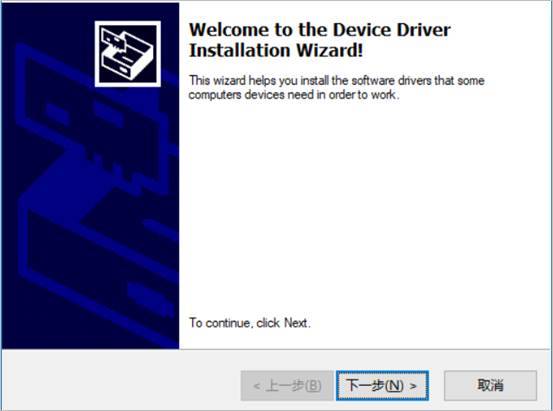 Welcome to the Device Driver
Installation Wizard!
This wizard helps you install the software drivers that some
computers devices need in order to work.
To continue, click Next.
< 上一步(B)
下一步(N) >
取消